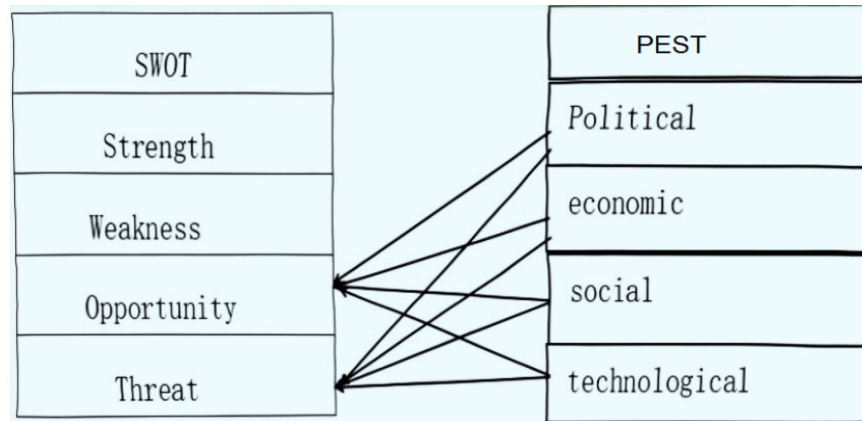 SWOT
Strength
Weakness
Opportunity
Threat
PEST
Political
economic
social
technological